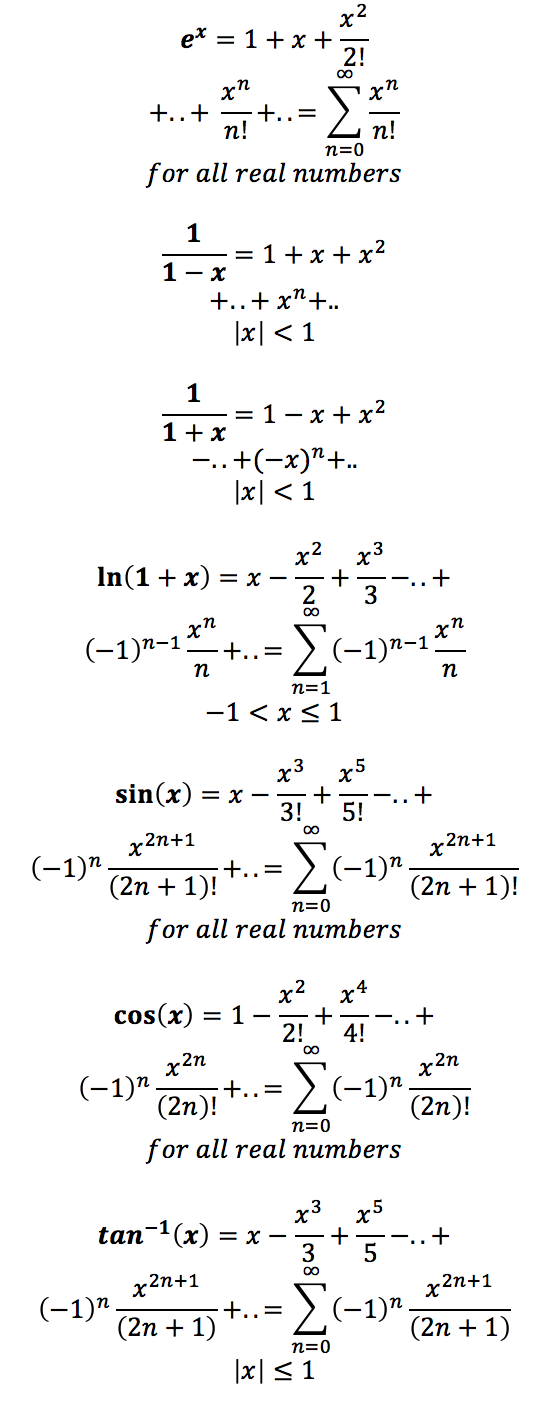 e^x = 1 + x + x^2/2!
+..+ x^n/n! +..= ∑_{n=0}^{∞} x^n/n!
for all real numbers
1/(1 − x) = 1 + x + x^2
+..+ x^n+..
|x| < 1
1/(1 + x) = 1 − x + x^2
−..+(−x)^n+..
|x| < 1
ln(1 + x) = x − x^2/2 + x^3/3 −..+
(−1)^{n−1} x^n/n +..= ∑_{n=1}^{∞} (−1)^{n−1} x^n/n
−1 < x ≤ 1
sin(x) = x − x^3/3! + x^5/5! −..+
(−1)^n x^{2n+1}/(2n + 1)! +..= ∑_{n=0}^{∞} (−1)^n x^{2n+1}/(2n + 1)!
for all real numbers
cos(x) = 1 − x^2/2! + x^4/4! −..+
(−1)^n x^{2n}/(2n)! +..= ∑_{n=0}^{∞} (−1)^n x^{2n}/(2n)!
for all real numbers
tan^{−1}(x) = x − x^3/3 + x^5/5 −..+
(−1)^n x^{2n+1}/(2n + 1) +..= ∑_{n=0}^{∞} (−1)^n x^{2n+1}/(2n + 1)
|x| ≤ 1